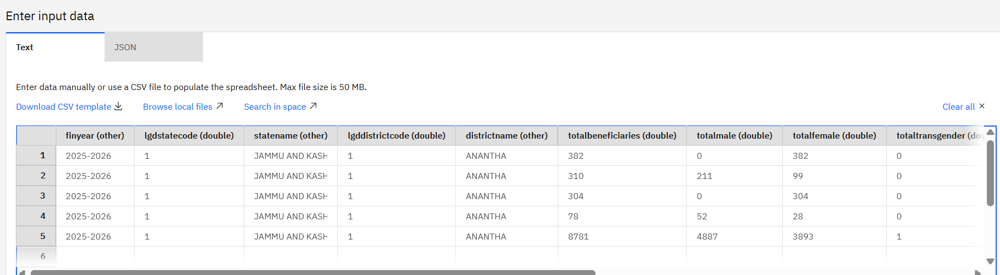 Enter input data
Text JSON
Enter data manually or use a CSV file to populate the spreadsheet. Max file size is 50 MB.
Download CSV template Browse local files Search in space Clear all
finyear (other) lgdstatecode (double) statename (other) lgddistrictcode (double) districtname (other) totalbeneficiaries (double) totalmale (double) totalfemale (double) totaltransgender (dou
1 2025-2026 1 JAMMU AND KASH 1 ANANTHA 382 0 382 0
2 2025-2026 1 JAMMU AND KASH 1 ANANTHA 310 211 99 0
3 2025-2026 1 JAMMU AND KASH 1 ANANTHA 304 0 304 0
4 2025-2026 1 JAMMU AND KASH 1 ANANTHA 78 52 28 0
5 2025-2026 1 JAMMU AND KASH 1 ANANTHA 8781 4887 3893 1
6